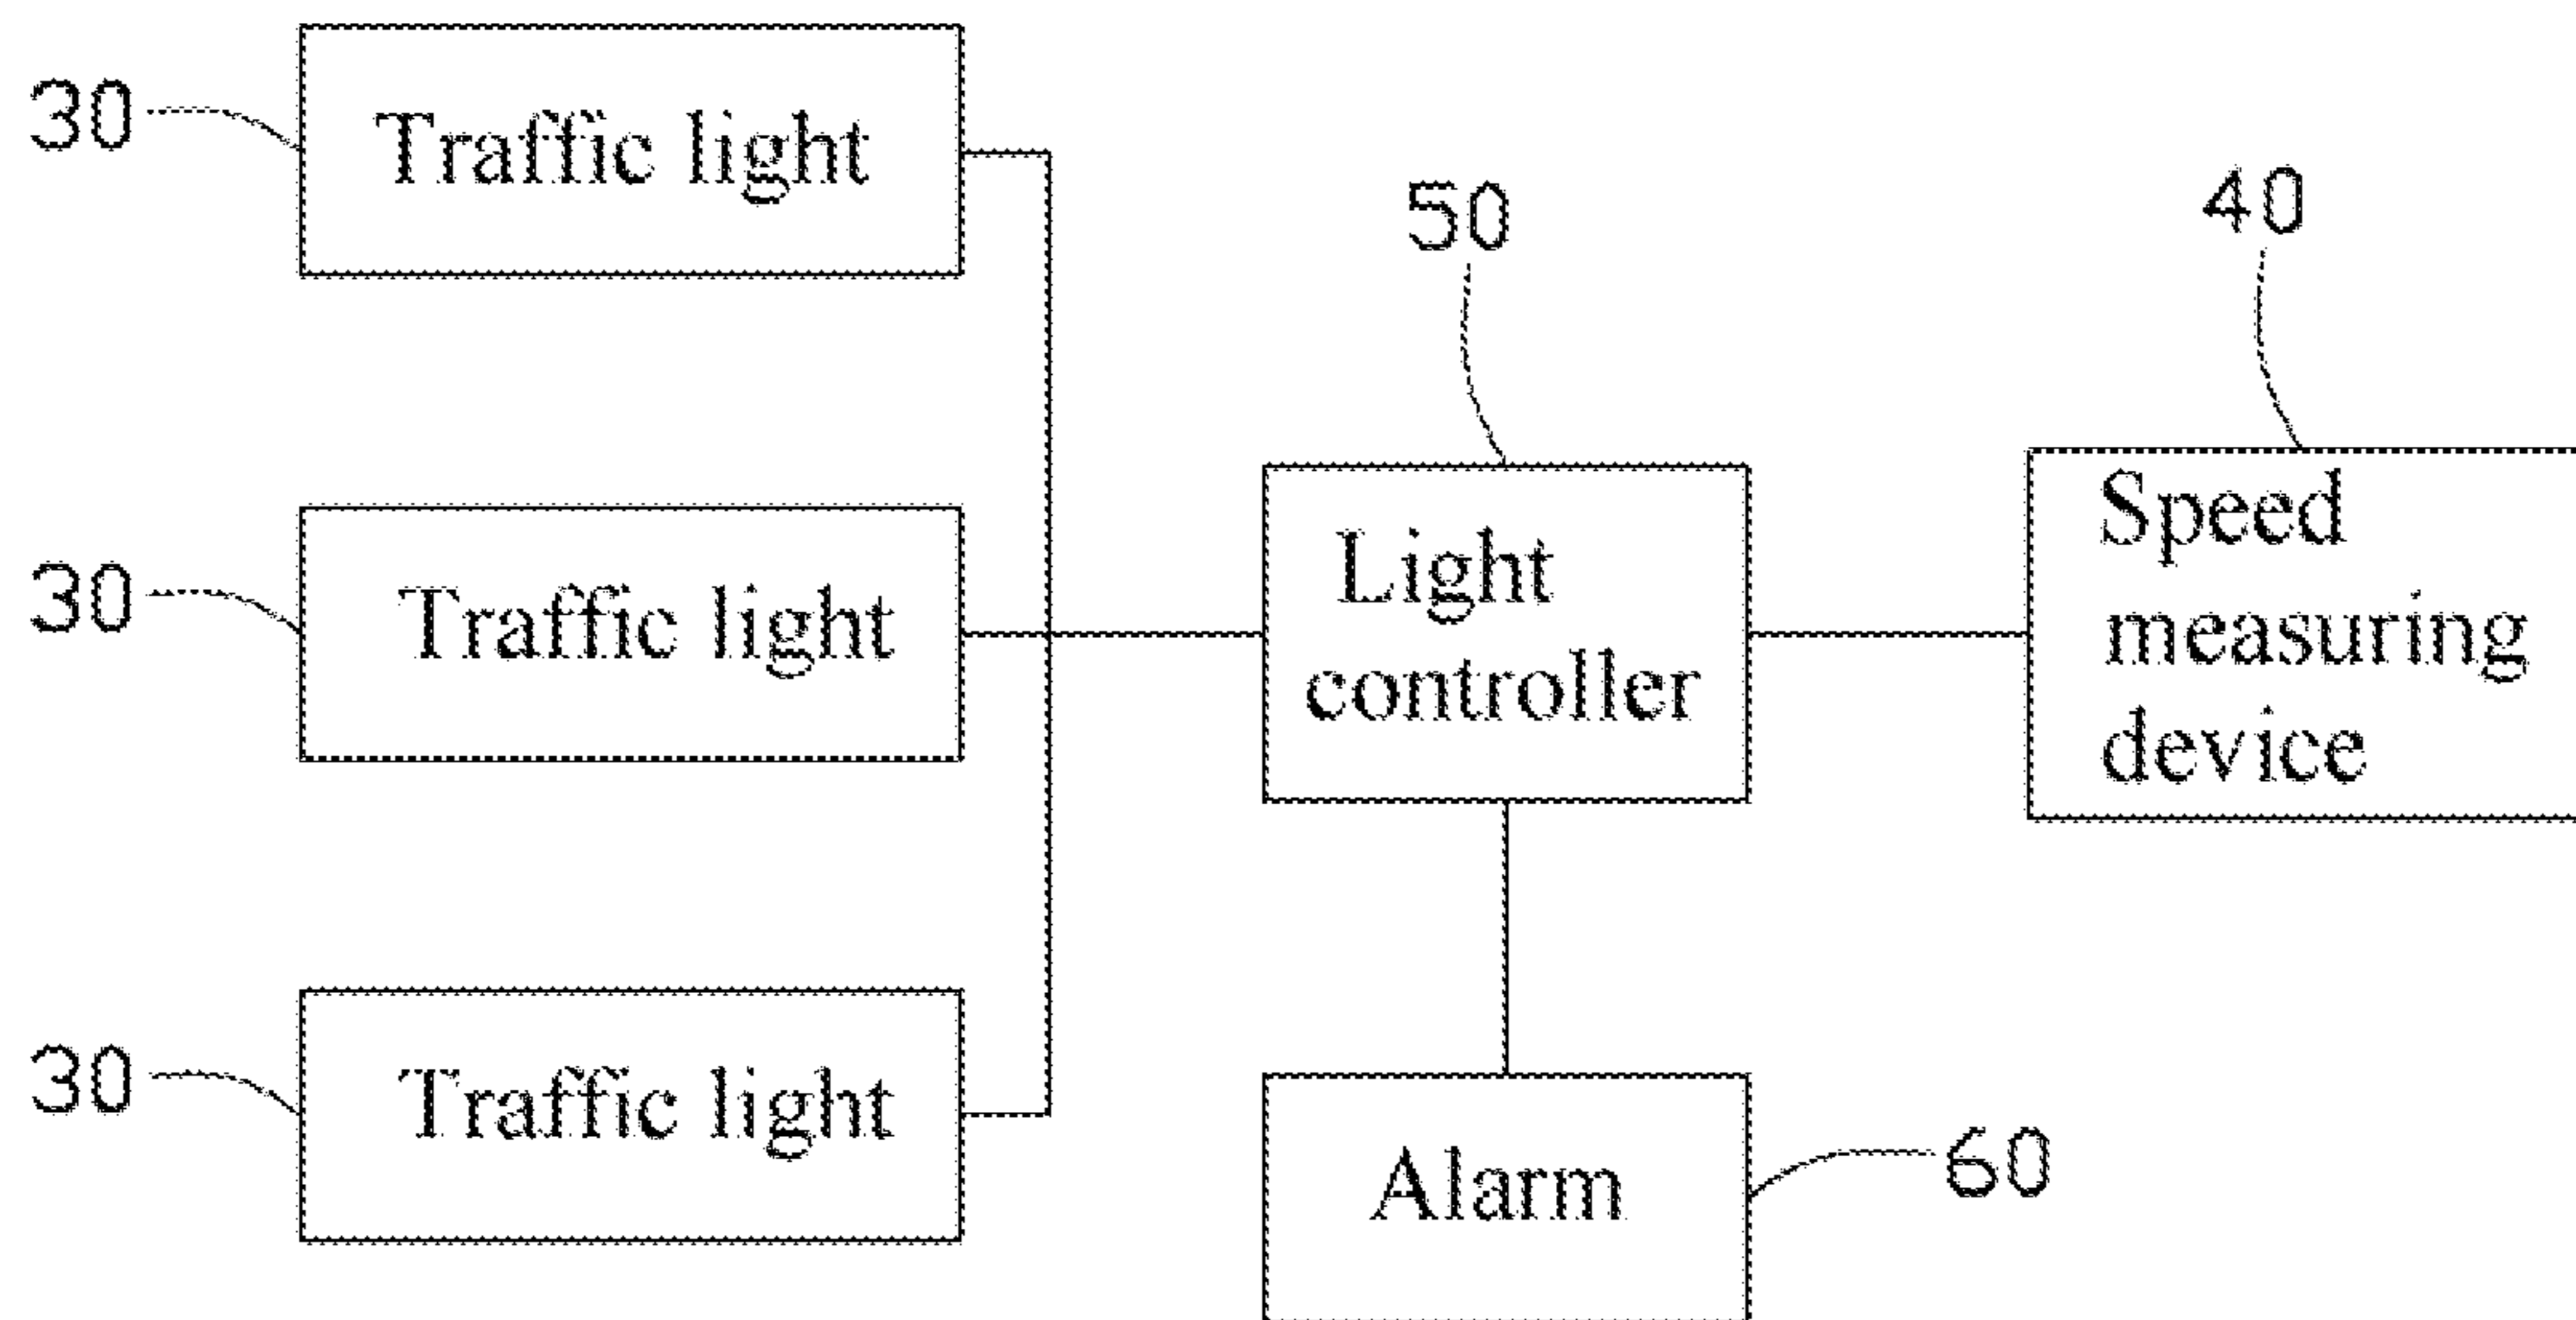 30
Traffic light
50
40
30
Traffic light
Light
controller
Speed
measuring
device
30
Traffic light
Alarm
60